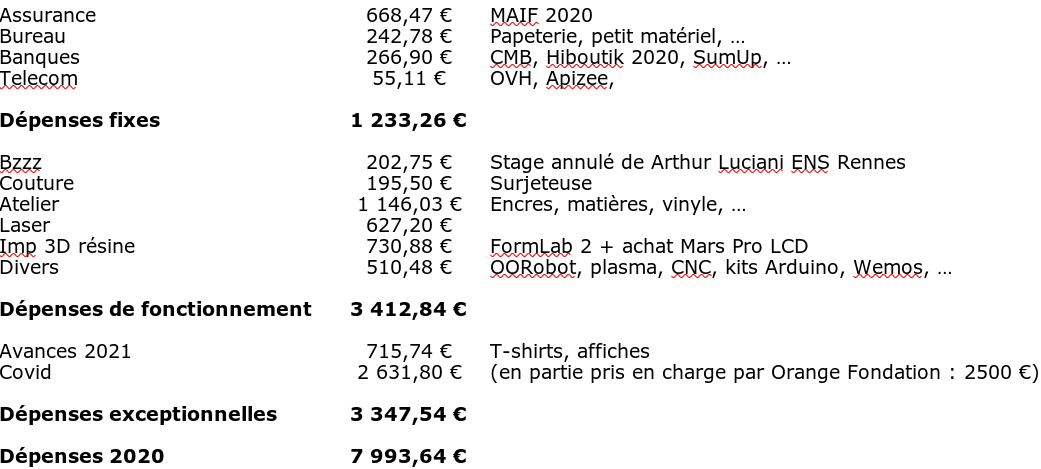 Assurance 668,47 € MAIF 2020
Bureau 242,78 € Papeterie, petit matériel, ...
Banques 266,90 € CMB, Hiboutik 2020, SumUp, ...
Telecom 55,11 € OVH, Apizee,
Dépenses fixes 1 233,26 €
Bzzz 202,75 € Stage annulé de Arthur Luciani ENS Rennes
Couture 195,50 € Surjeteuse
Atelier 1 146,03 € Encres, matières, vinyle, ...
Laser 627,20 €
Imp 3D résine 730,88 € FormLab 2 + achat Mars Pro LCD
Divers 510,48 € OORobot, plasma, CNC, kits Arduino, Wemos, ...
Dépenses de fonctionnement 3 412,84 €
Avances 2021 715,74 € T-shirts, affiches
Covid 2 631,80 € (en partie pris en charge par Orange Fondation : 2500 €)
Dépenses exceptionnelles 3 347,54 €
Dépenses 2020 7 993,64 €